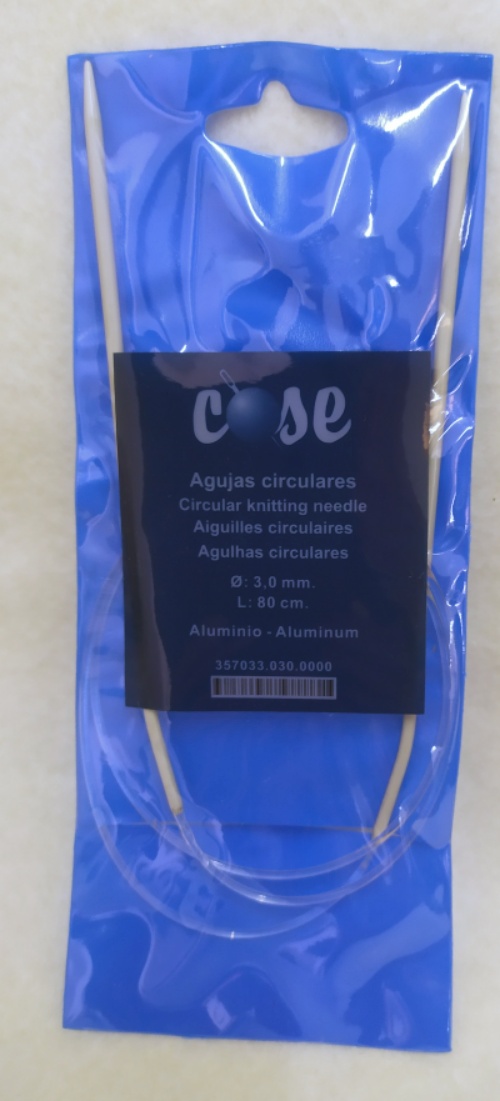 cose
Agujas circulares
Circular knitting needle
Aiguilles circulaires
Agulhas circulares
Ø: 3,0 mm.
L: 80 cm.
Aluminio - Aluminum
357033.030.0000